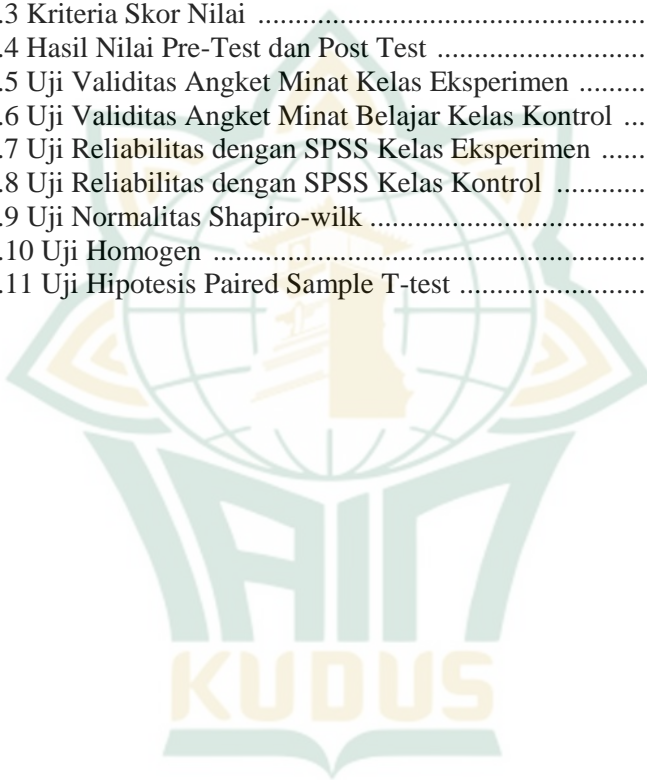 .3 Kriteria Skor Nilai ......................................................
.4 Hasil Nilai Pre-Test dan Post Test .............................
.5 Uji Validitas Angket Minat Kelas Eksperimen .........
.6 Uji Validitas Angket Minat Belajar Kelas Kontrol ...
.7 Uji Reliabilitas dengan SPSS Kelas Eksperimen ......
.8 Uji Reliabilitas dengan SPSS Kelas Kontrol ............
.9 Uji Normalitas Shapiro-wilk ......................................
.10 Uji Homogen ............................................................
.11 Uji Hipotesis Paired Sample T-test ..........................
IAIN
KUDUS